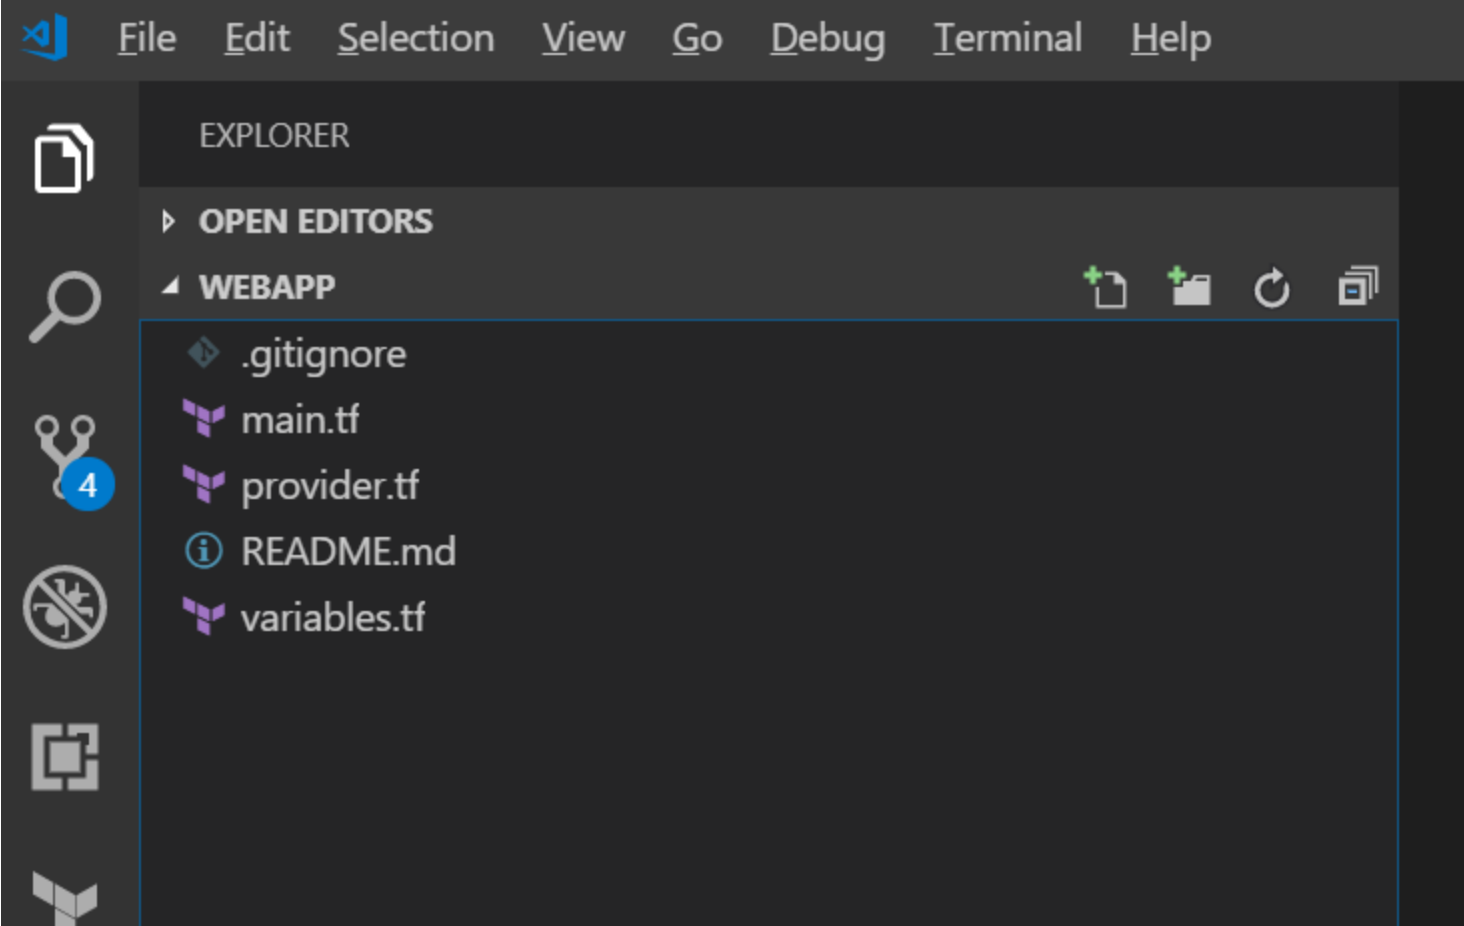 File Edit Selection View Go Debug Terminal Help
EXPLORER
OPEN EDITORS
WEBAPP
.gitignore
main.tf
provider.tf
4
README.md
variables.tf